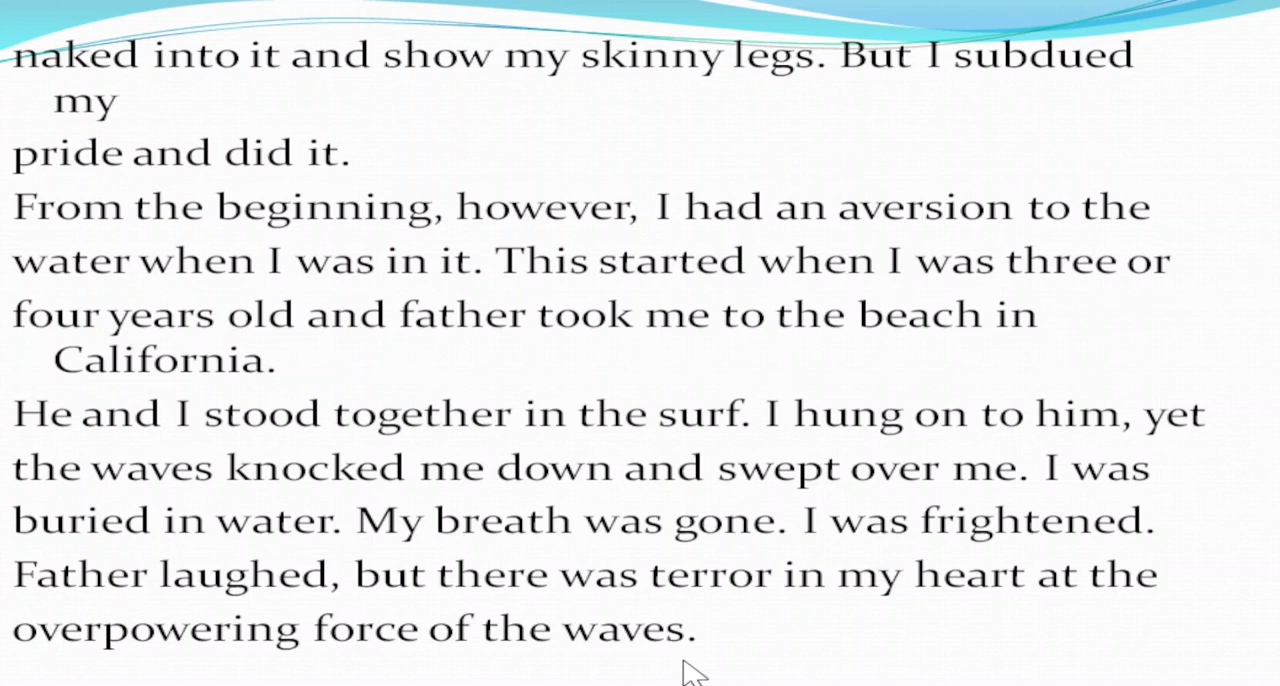 naked into it and show my skinny legs. But I subdued
my
pride and did it.
From the beginning, however, I had an aversion to the
water when I was in it. This started when I was three or
four years old and father took me to the beach in
California.
He and I stood together in the surf. I hung on to him, yet
the waves knocked me down and swept over me. I was
buried in water. My breath was gone. I was frightened.
Father laughed, but there was terror in my heart at the
overpowering force of the waves.